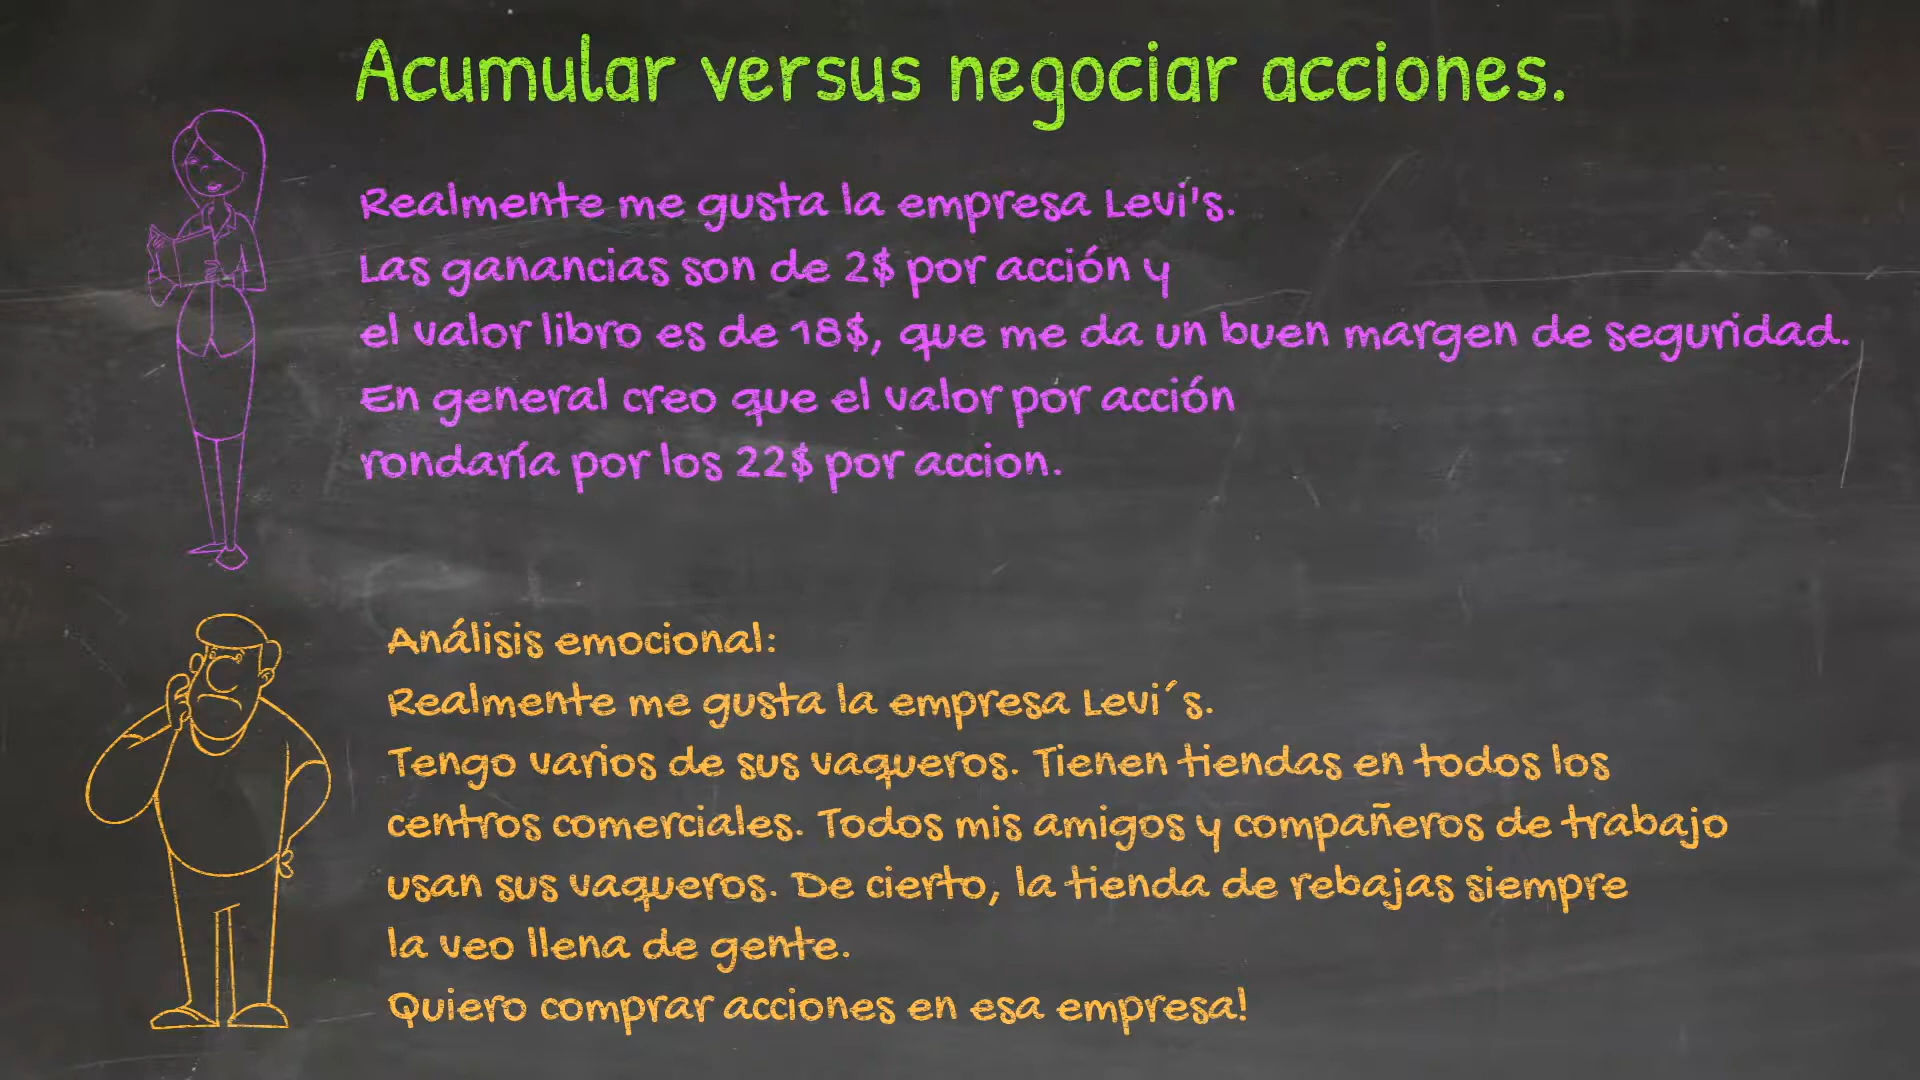 Acumular versus negociar acciones.
Realmente me gusta la empresa Levi's.
Las ganancias son de 2$ por acción y
el valor libro es de 18$, que me da un buen margen de seguridad.
En general creo que el valor por acción
rondaría por los 22$ por accion.
Análisis emocional:
Realmente me gusta la empresa Levi´s.
Tengo varios de sus vaqueros. Tienen tiendas en todos los
centros comerciales. Todos mis amigos y compañeros de trabajo
usan sus vaqueros. De cierto, la tienda de rebajas siempre
la veo llena de gente.
Quiero comprar acciones en esa empresa!